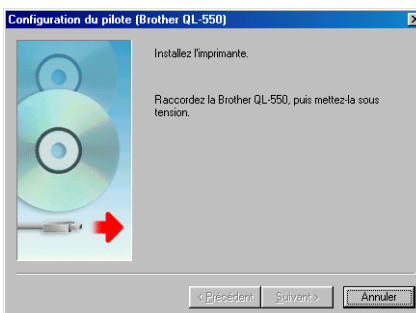 Configuration du pilote (Brother QL-550)
Installez l'imprimante.
Raccordez la Brother QL-550, puis mettez-la sous
tension.
< Précédent
Suivant >
Annuler